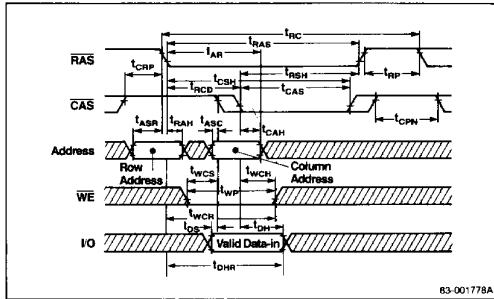 tRC
tRAS
tAR
RAS
tCRP
tCSH
tRSH
tRP
tRCD
tCAS
CAS
tASR
tRAH
tASC
tCAH
tCPN
Address
Row
Address
Column
Address
tWCS
tWCH
tWP
WE
tWCR
tDS
tDH
I/O
Valid Data-in
tDHR
83-001778A